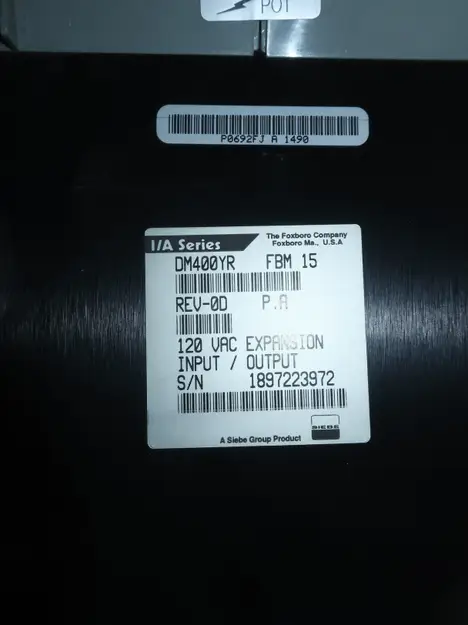 POT
P0692FJ A 1490
I/A Series
The Foxboro Company
Foxboro Ma., U.S.A
DM400YR FBM 15
REV-0D P.A
120 VAC EXPANSION
INPUT / OUTPUT
S/N 1897223972
SIEBE
A Siebe Group Product